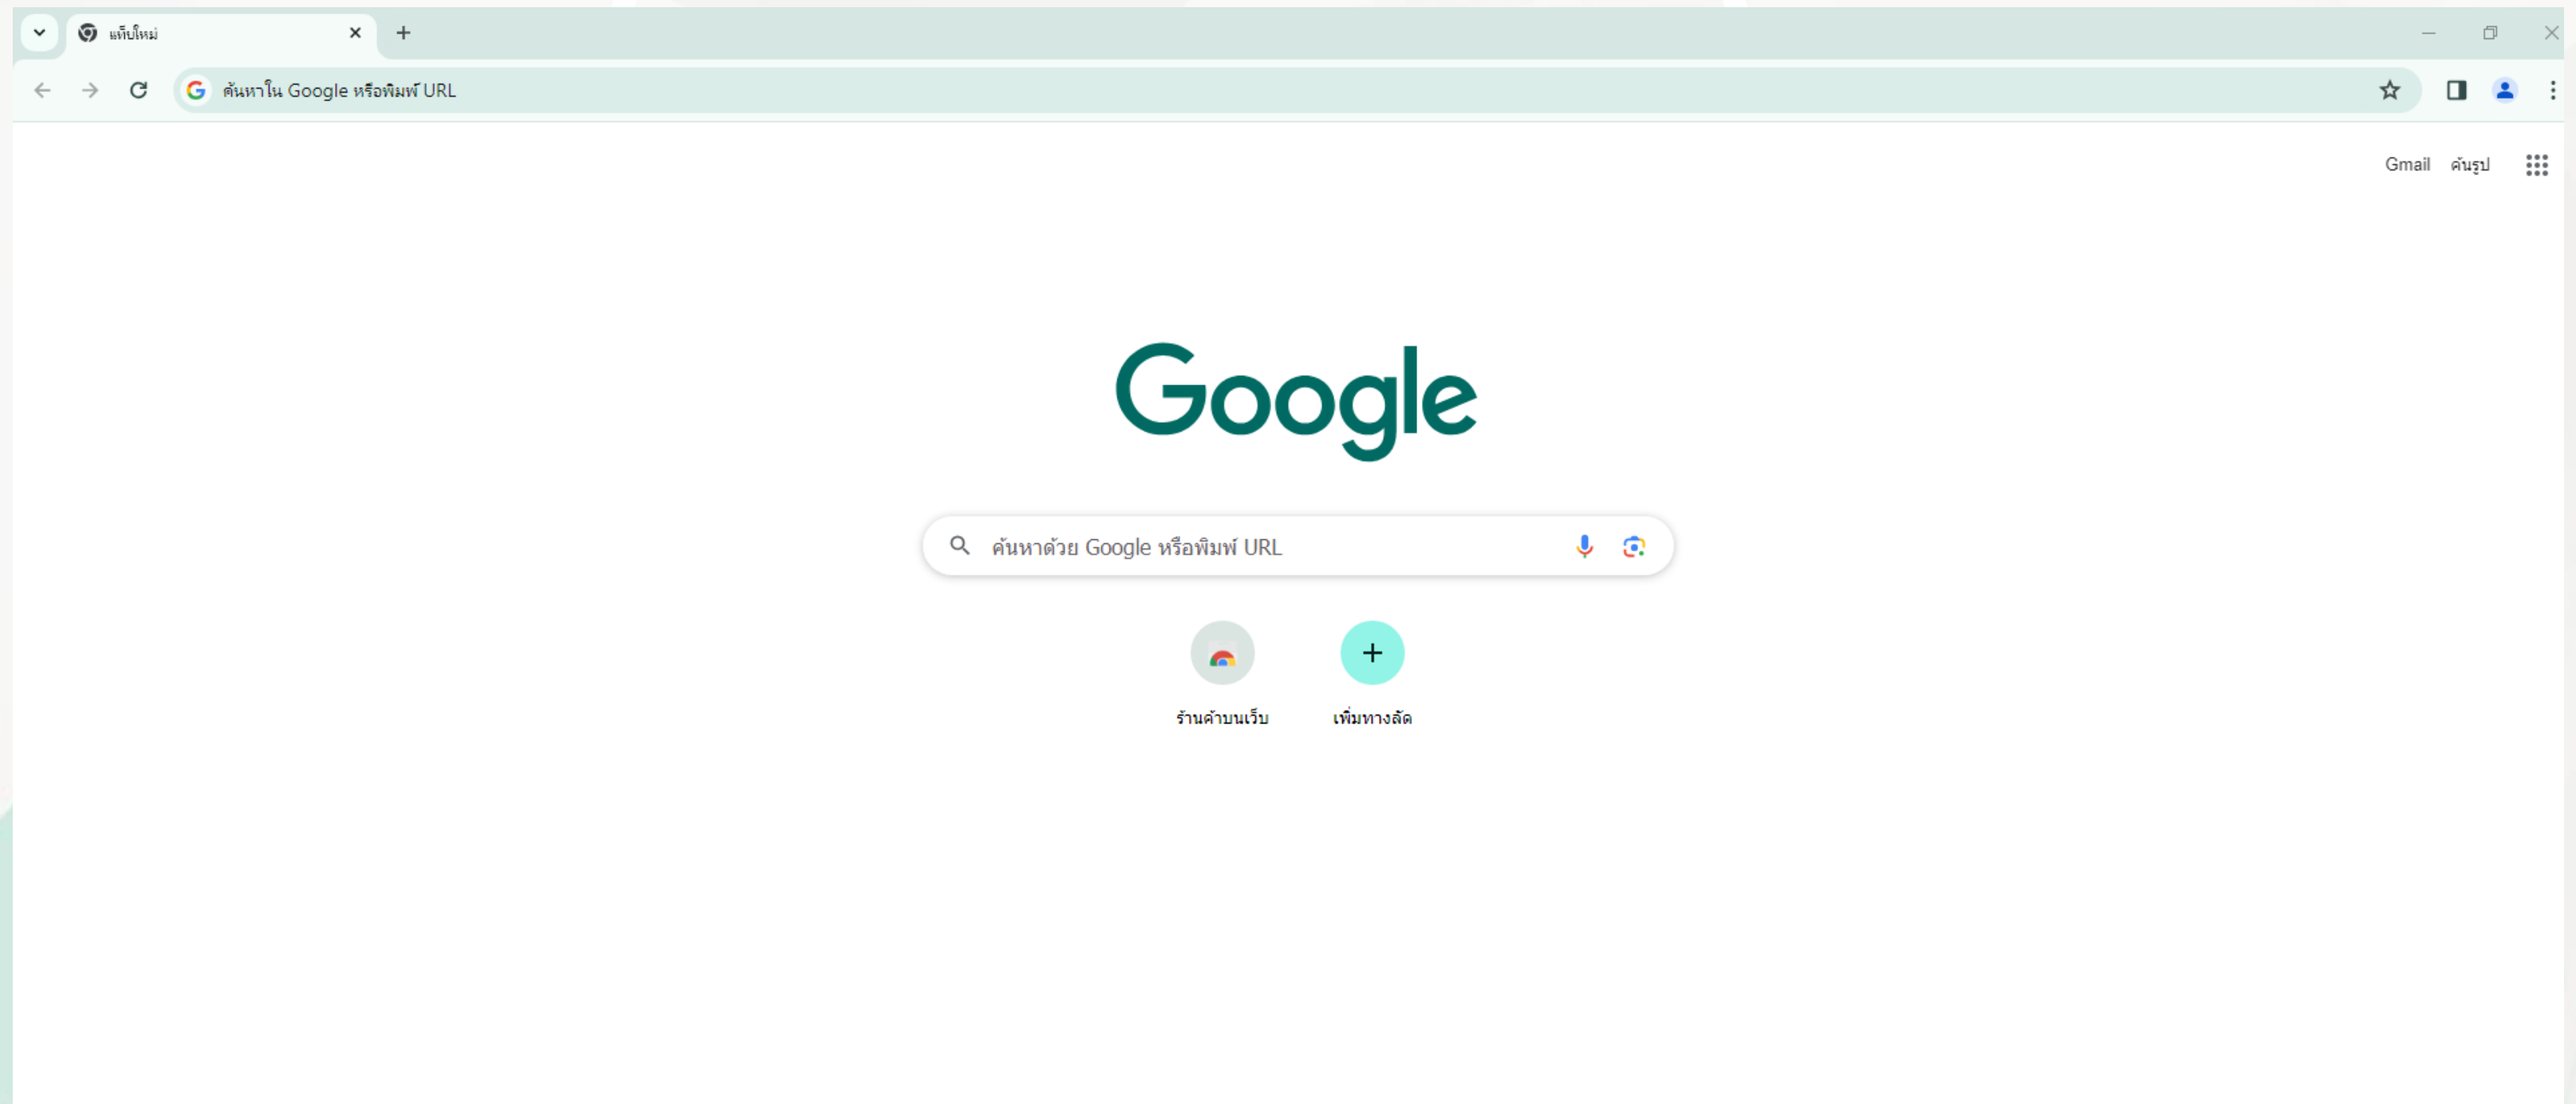 แท็บใหม่
ค้นหาใน Google หรือพิมพ์ URL
Gmail ค้นรูป
Google
ค้นหาด้วย Google หรือพิมพ์ URL
ร้านค้าบนเว็บ เพิ่มทางลัด